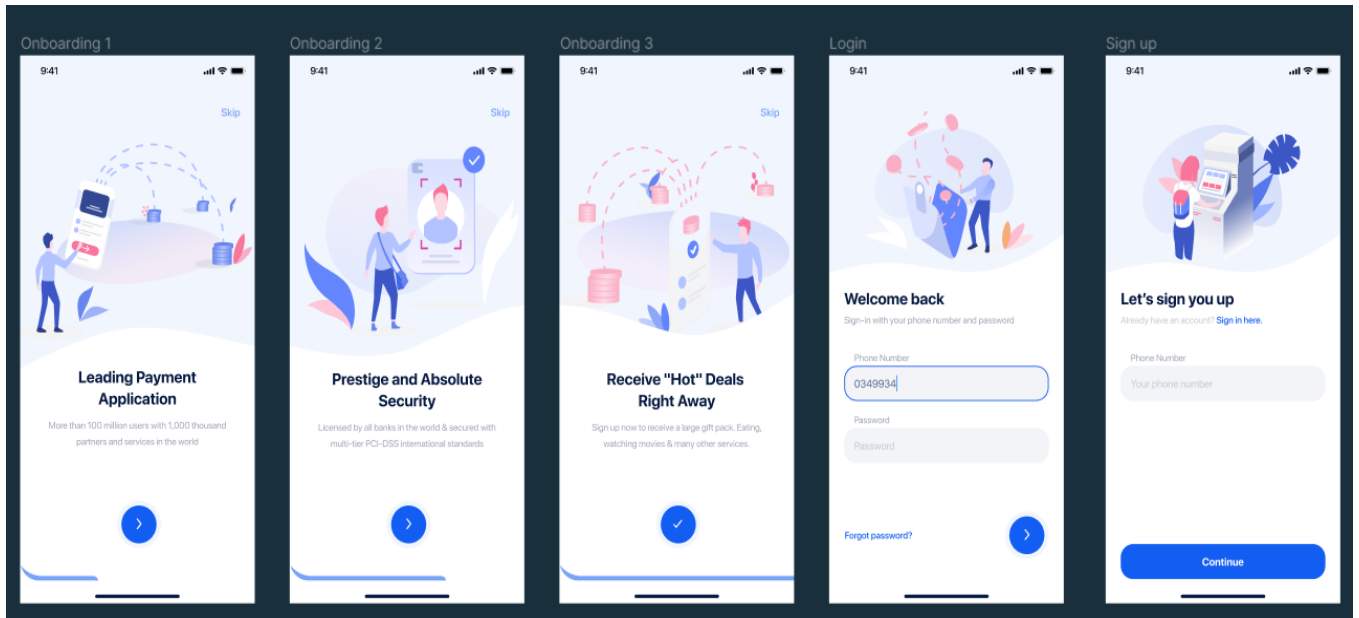 Onboarding 1
9:41
Skip
Leading Payment
Application
More than 100 million users with 1,000 thousand
partners and services in the world
Onboarding 2
9:41
Skip
Prestige and Absolute
Security
Licensed by all banks in the world & secured with
multi-tier PCI-DSS international standards
Onboarding 3
9:41
Skip
Receive "Hot" Deals
Right Away
Sign up now to receive a large gift pack. Eating,
watching movies & many other services.
Login
9:41
Welcome back
Sign-in with your phone number and password
Phone Number
0349934
Password
Password
Forgot password?
Sign up
9:41
Let's sign you up
Already have an account? Sign in here.
Phone Number
Your phone number
Continue